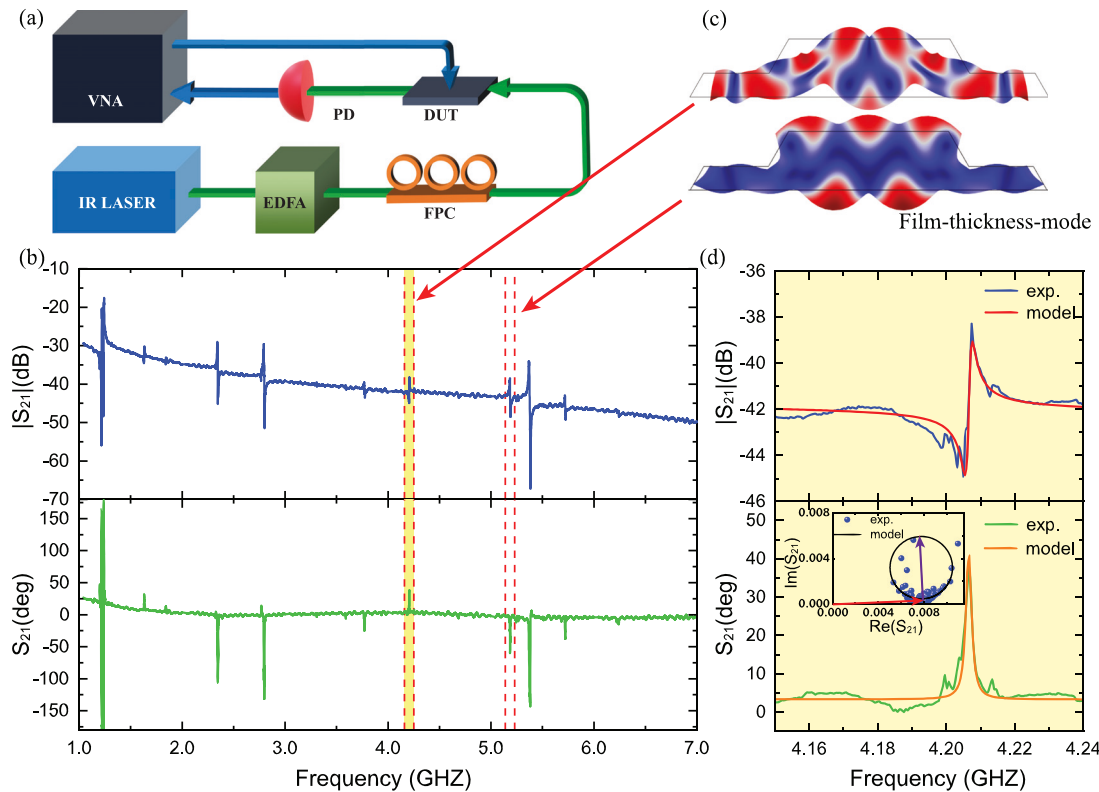 (a)
VNA
PD
DUT
IR LASER
EDFA
FPC
(c)
Film-thickness-mode
(b)
-10
-20
-30
-40
-50
-60
-70
|S21|(dB)
150
100
50
0
-50
-100
-150
S21(deg)
1.0 2.0 3.0 4.0 5.0 6.0 7.0
Frequency (GHZ)
(d)
-36
-38
-40
-42
-44
-46
|S21|(dB)
exp.
model
50
40
30
20
10
0
S21(deg)
exp.
model
0.008
0.004
0.000
Im(S21)
exp.
model
0.000 0.004 0.008
Re(S21)
4.16 4.18 4.20 4.22 4.24
Frequency (GHZ)